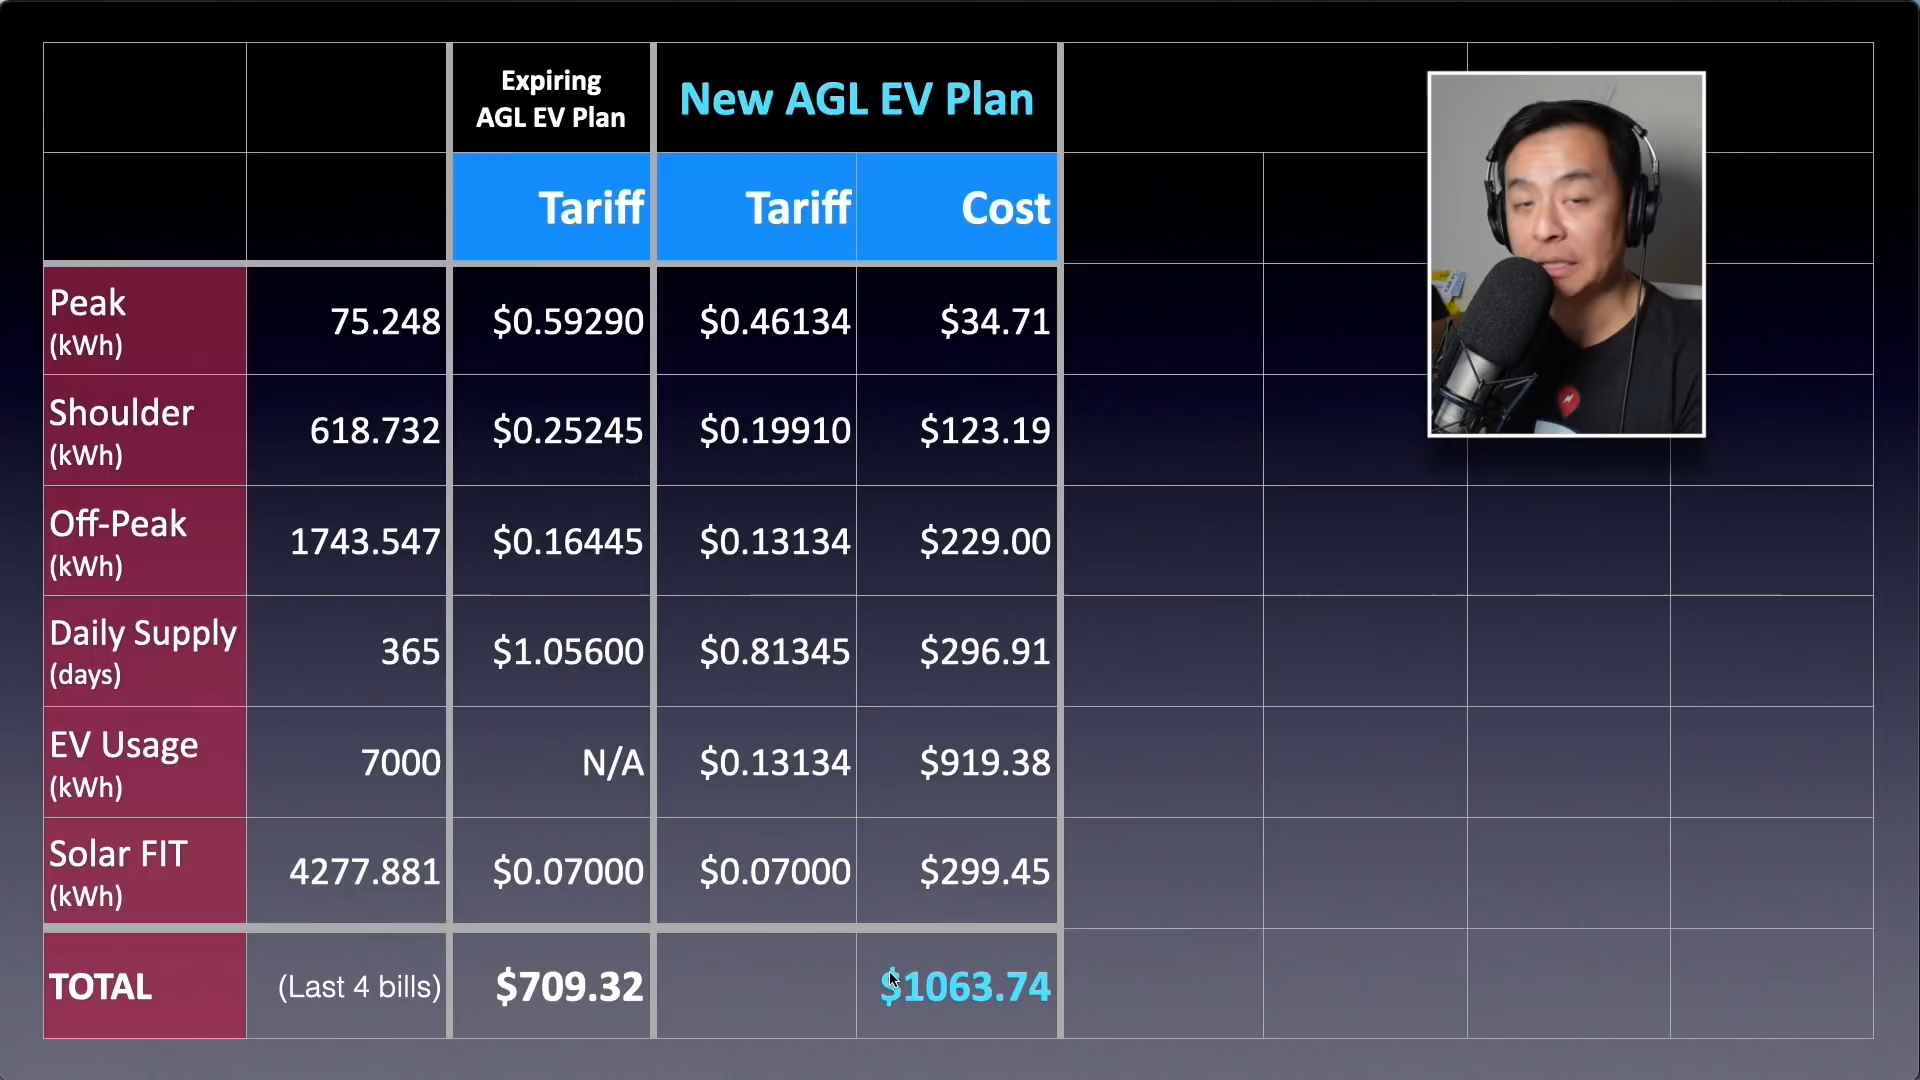 Expiring
AGL EV Plan
New AGL EV Plan
Tariff Tariff Cost
Peak
(kWh)
75.248 $0.59290 $0.46134 $34.71
Shoulder
(kWh)
618.732 $0.25245 $0.19910 $123.19
Off-Peak
(kWh)
1743.547 $0.16445 $0.13134 $229.00
Daily Supply
(days)
365 $1.05600 $0.81345 $296.91
EV Usage
(kWh)
7000 N/A $0.13134 $919.38
Solar FIT
(kWh)
4277.881 $0.07000 $0.07000 $299.45
TOTAL (Last 4 bills) $709.32 $1063.74